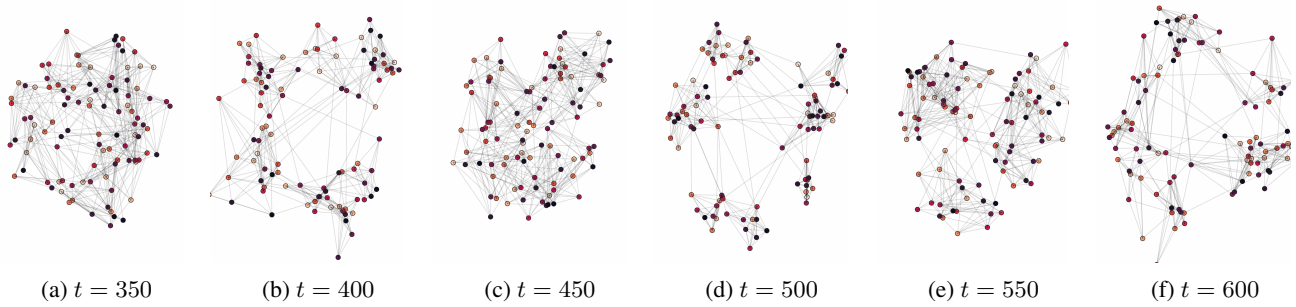 (a) t = 350
(b) t = 400
(c) t = 450
(d) t = 500
(e) t = 550
(f) t = 600